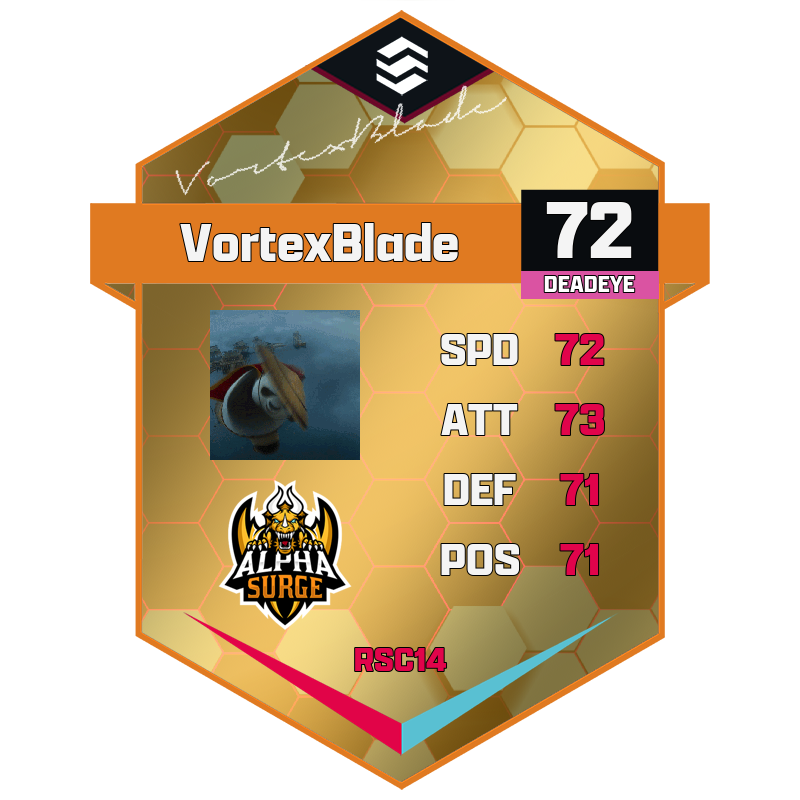 VortexBlade
VortexBlade
72
DEADEYE
SPD 72
ATT 73
DEF 71
POS 71
ALPHA
SURGE
RSC14